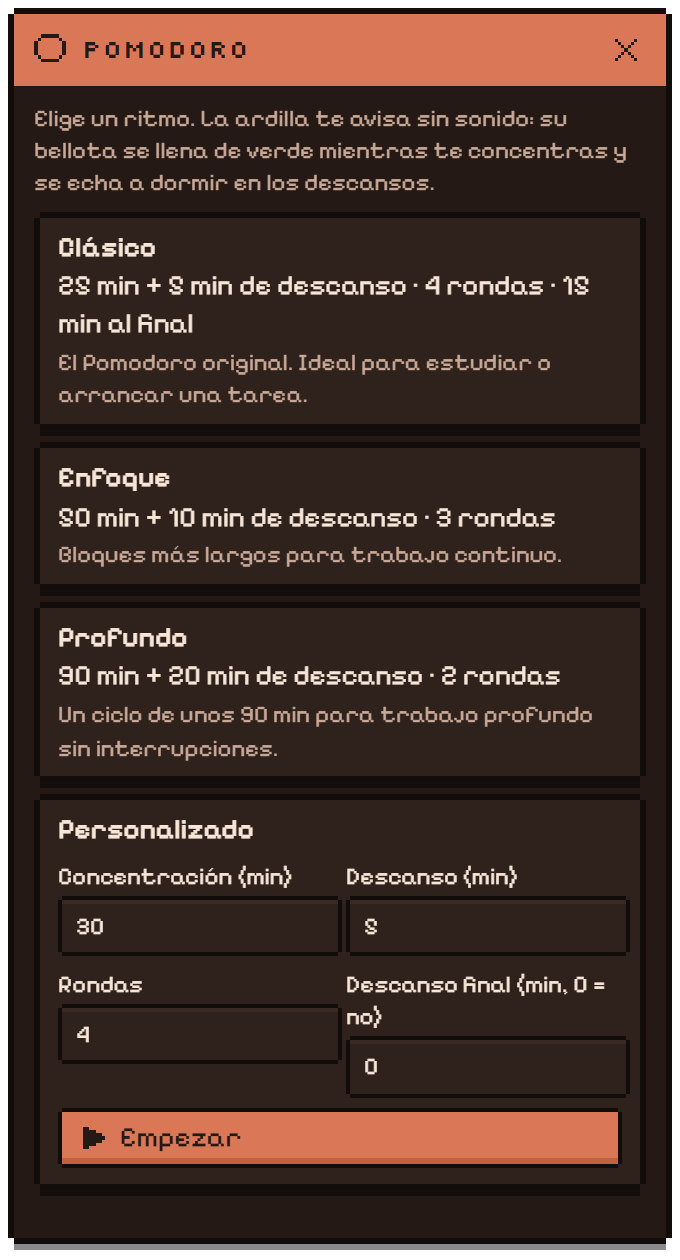 POMODORO
Elige un ritmo. La ardilla te avisa sin sonido: su
bellota se llena de verde mientras te concentras y
se echa a dormir en los descansos.
Clásico
25 min + 5 min de descanso · 4 rondas · 15
min al final
El Pomodoro original. Ideal para estudiar o
arrancar una tarea.
Enfoque
50 min + 10 min de descanso · 3 rondas
Bloques más largos para trabajo continuo.
Profundo
90 min + 20 min de descanso · 2 rondas
Un ciclo de unos 90 min para trabajo profundo
sin interrupciones.
Personalizado
Concentración (min)
30
Descanso (min)
5
Rondas
4
Descanso final (min, 0 =
no)
0
Empezar